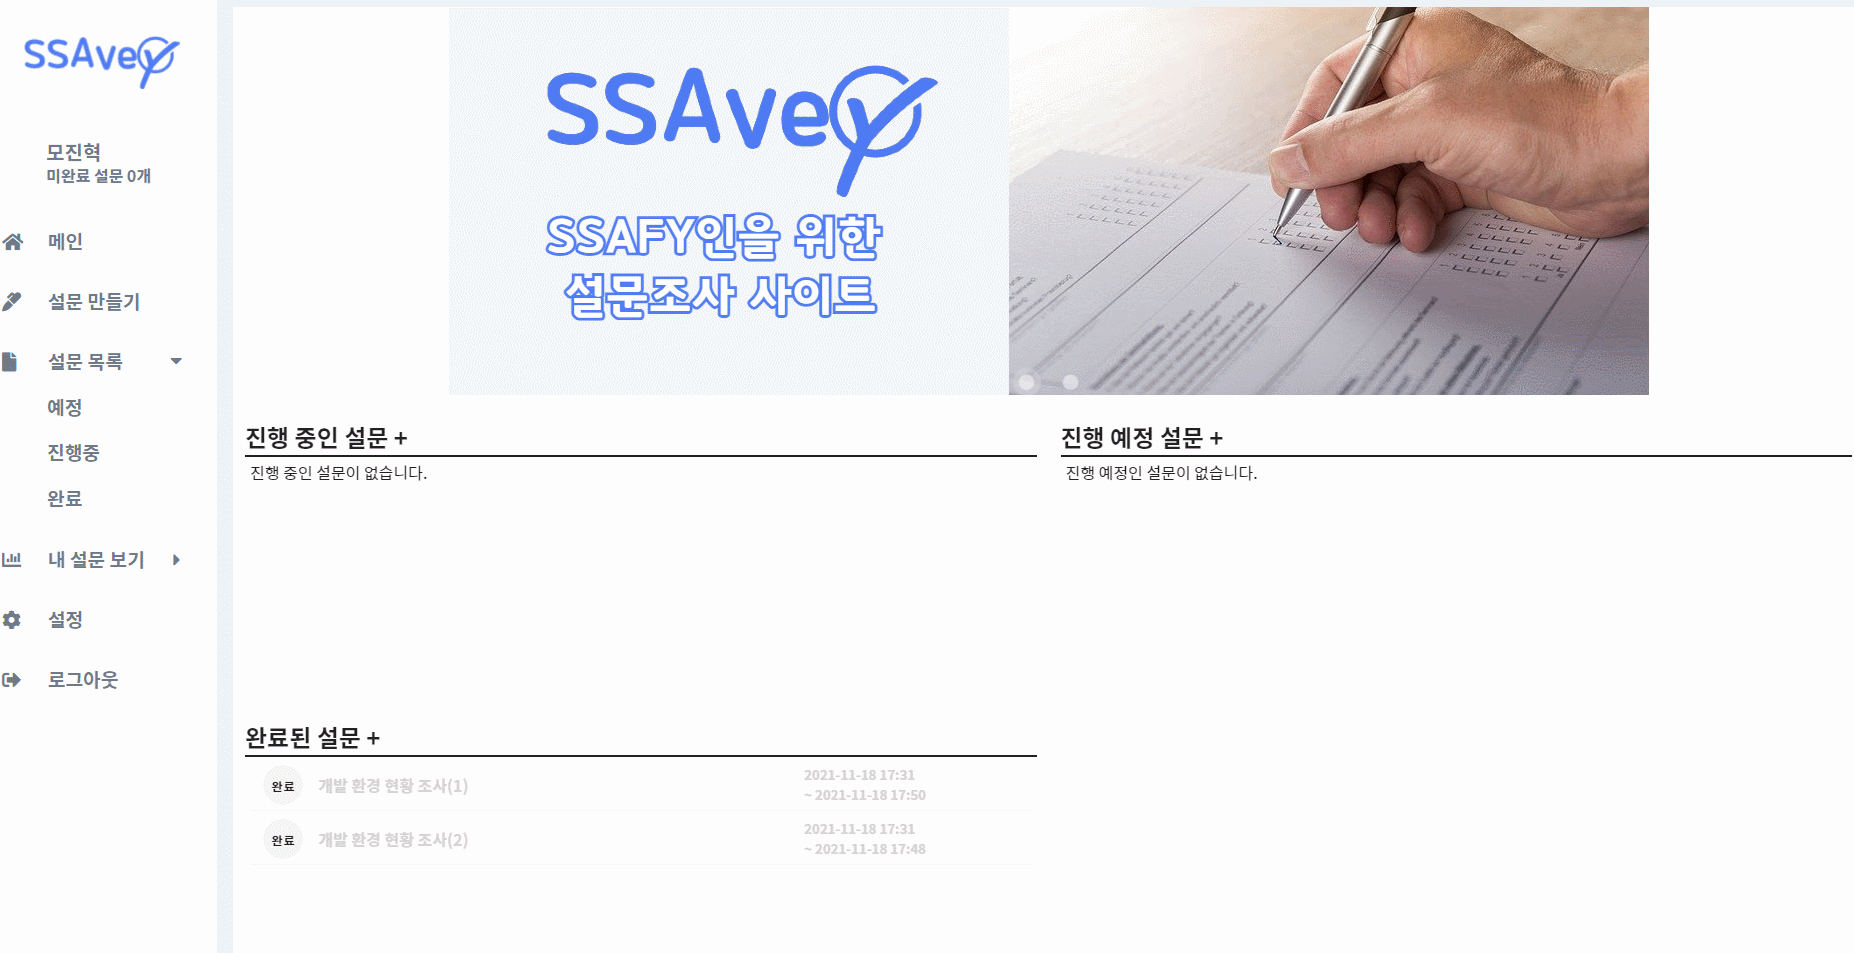 SSAvey
모진혁
미완료 설문 0개
메인
설문 만들기
설문 목록
예정
진행중
완료
내 설문 보기
설정
로그아웃
SSAvey
SSAFY인을 위한
설문조사 사이트
진행 중인 설문 +
진행 중인 설문이 없습니다.
진행 예정 설문 +
진행 예정인 설문이 없습니다.
완료된 설문 +
완료 개발 환경 현황 조사(1)
2021-11-18 17:31
~ 2021-11-18 17:50
완료 개발 환경 현황 조사(2)
2021-11-18 17:31
~ 2021-11-18 17:48